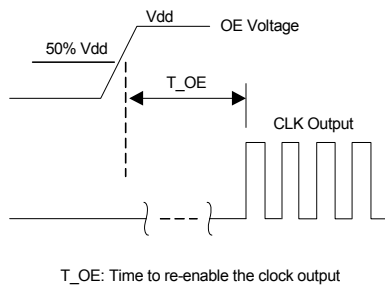 Vdd
OE Voltage
50% Vdd
T_OE
CLK Output
T_OE: Time to re-enable the clock output